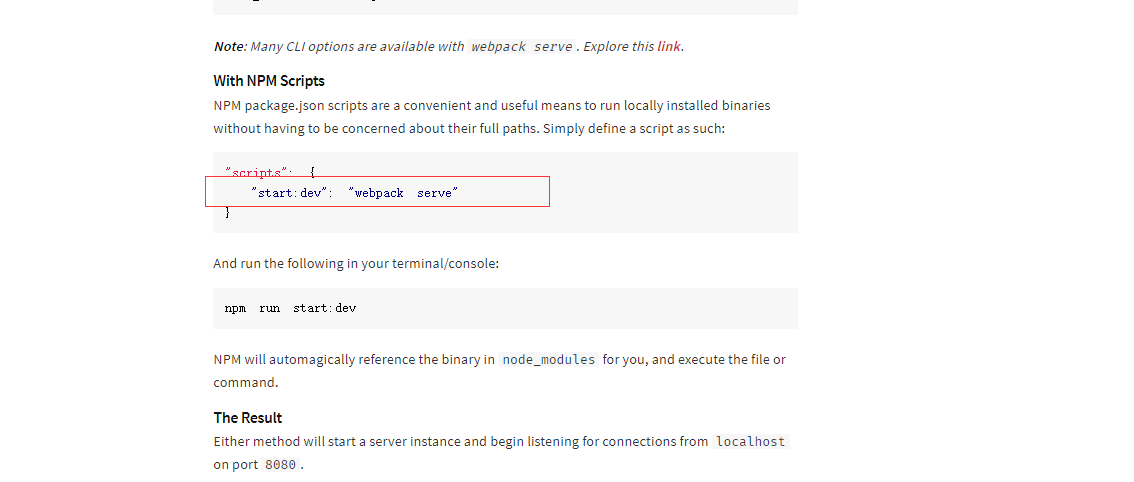 Note: Many CLI options are available with webpack serve. Explore this link.
With NPM Scripts
NPM package.json scripts are a convenient and useful means to run locally installed binaries
without having to be concerned about their full paths. Simply define a script as such:
"scripts": {
"start:dev": "webpack serve"
}
And run the following in your terminal/console:
npm run start:dev
NPM will automagically reference the binary in node_modules for you, and execute the file or
command.
The Result
Either method will start a server instance and begin listening for connections from localhost
on port 8080.